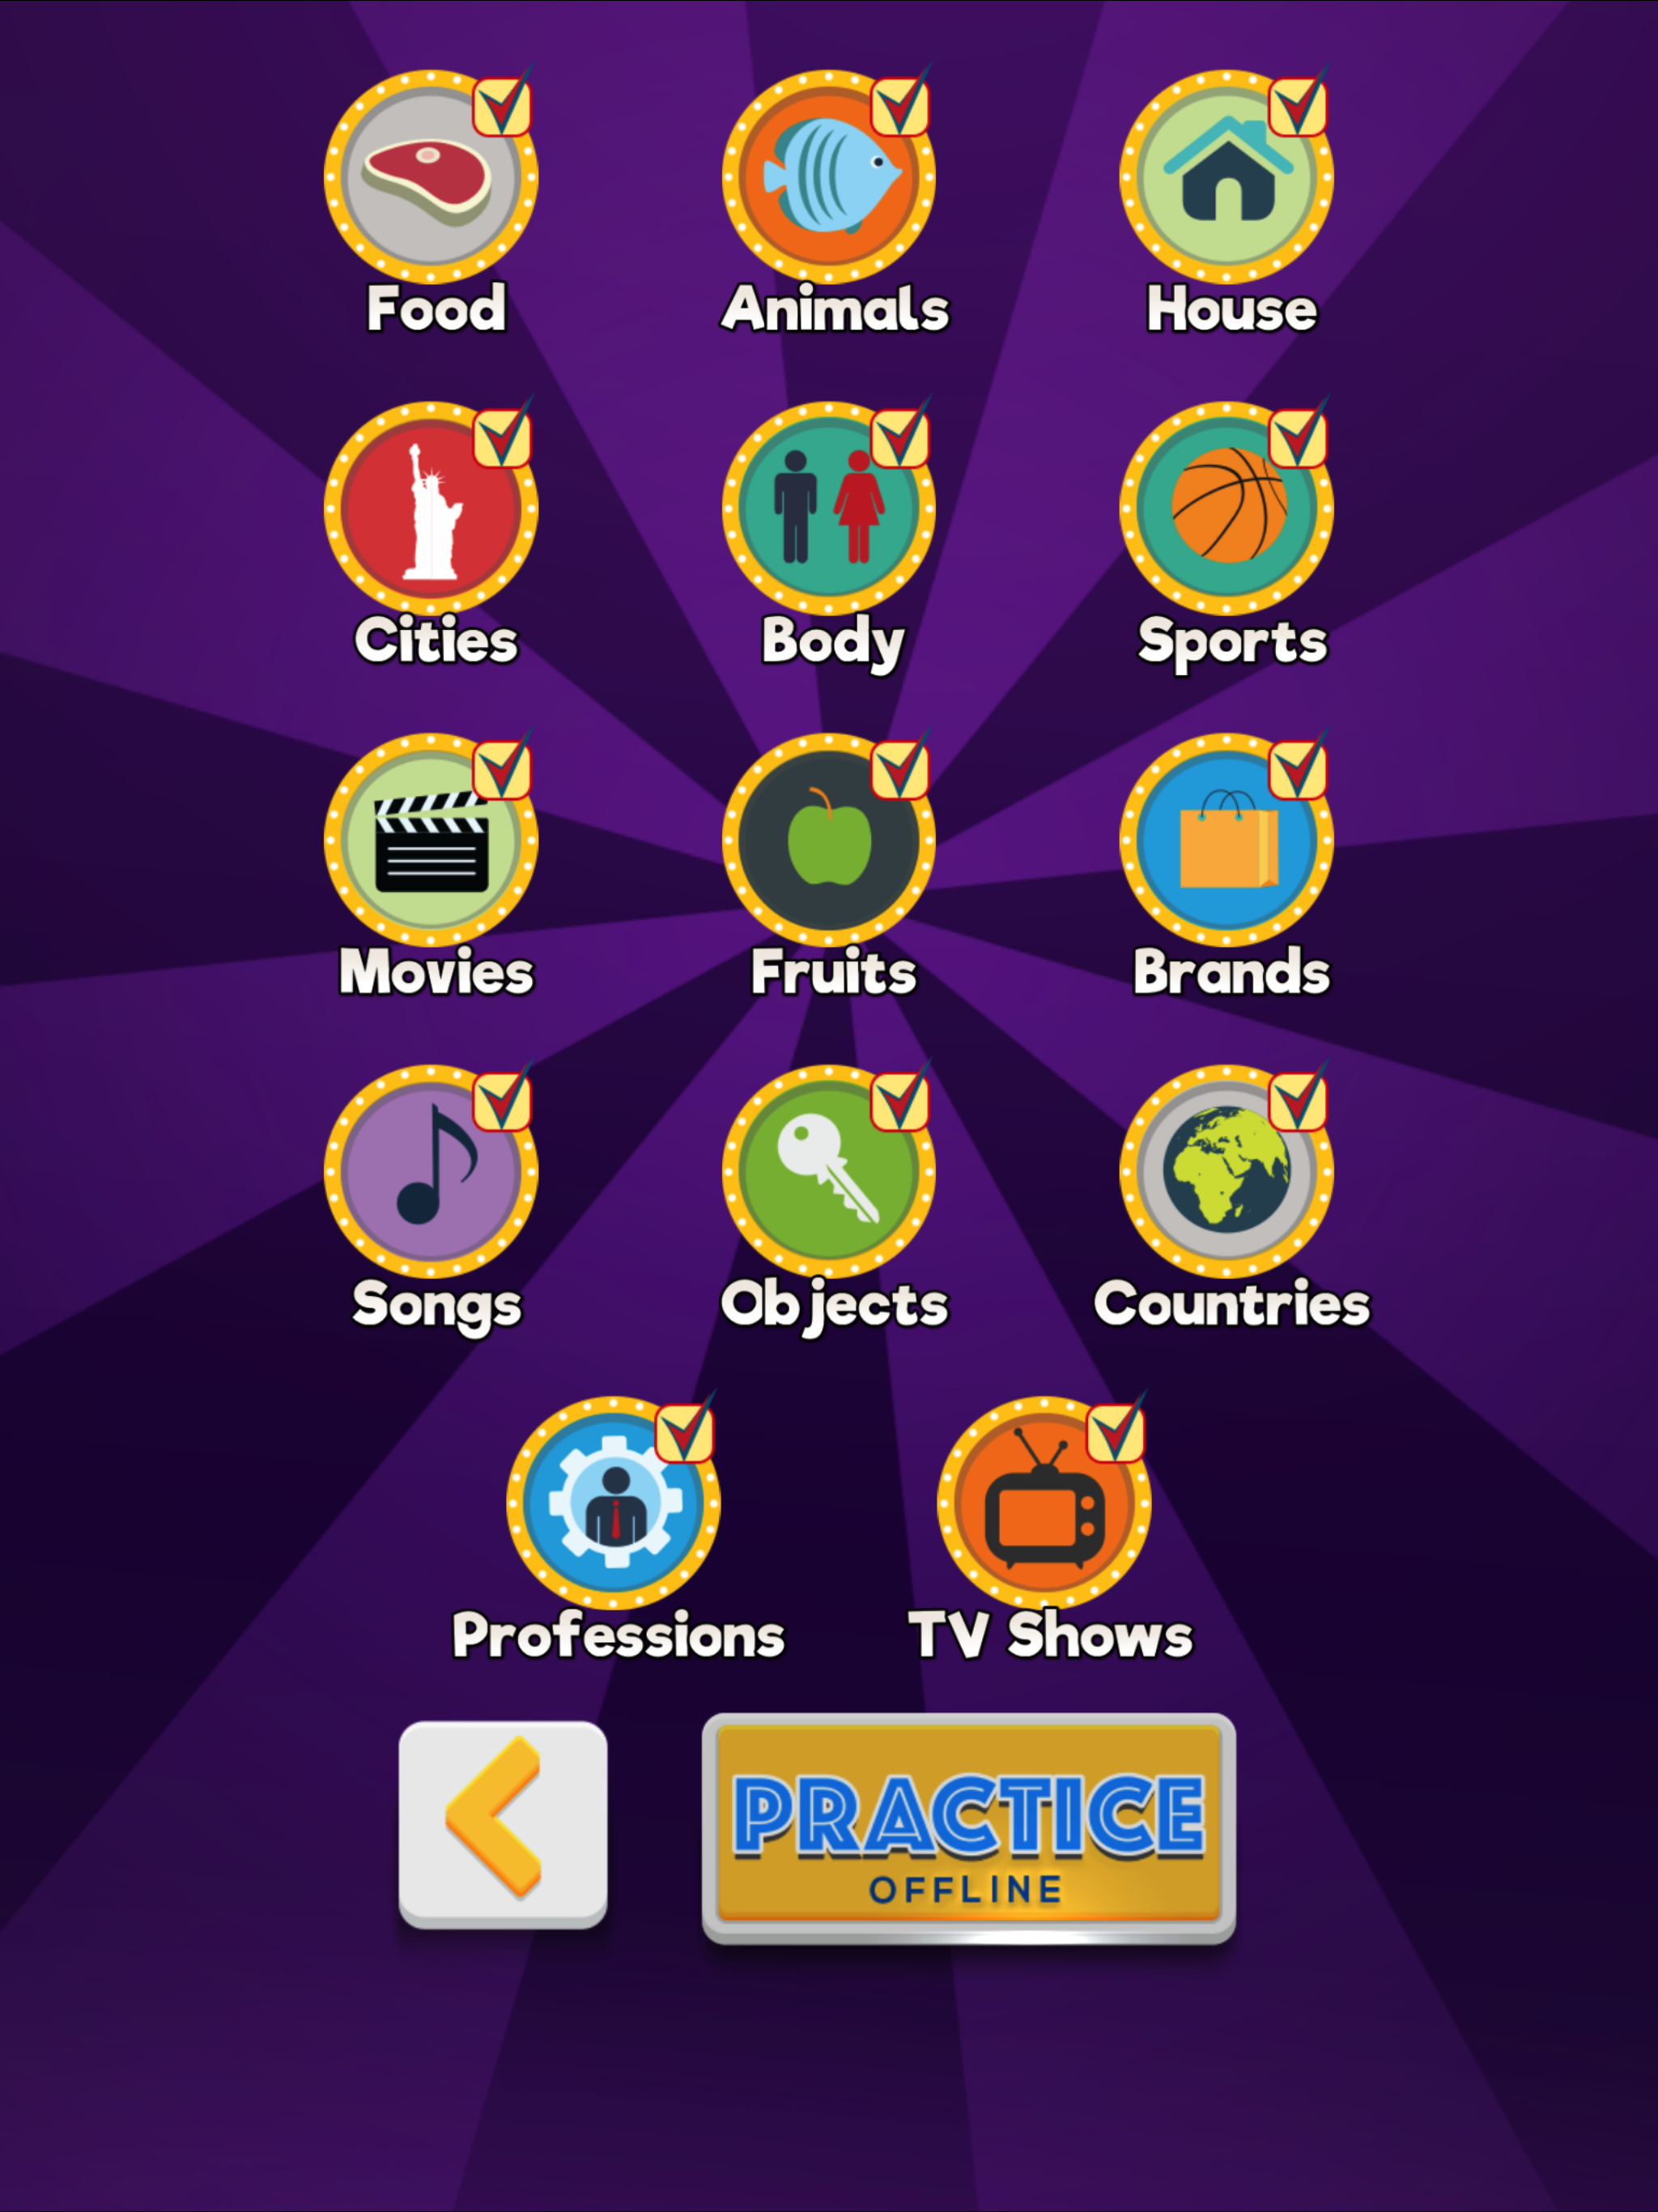 Food Animals House
Cities Body Sports
Movies Fruits Brands
Songs Objects Countries
Professions TV Shows
PRACTICE
OFFLINE